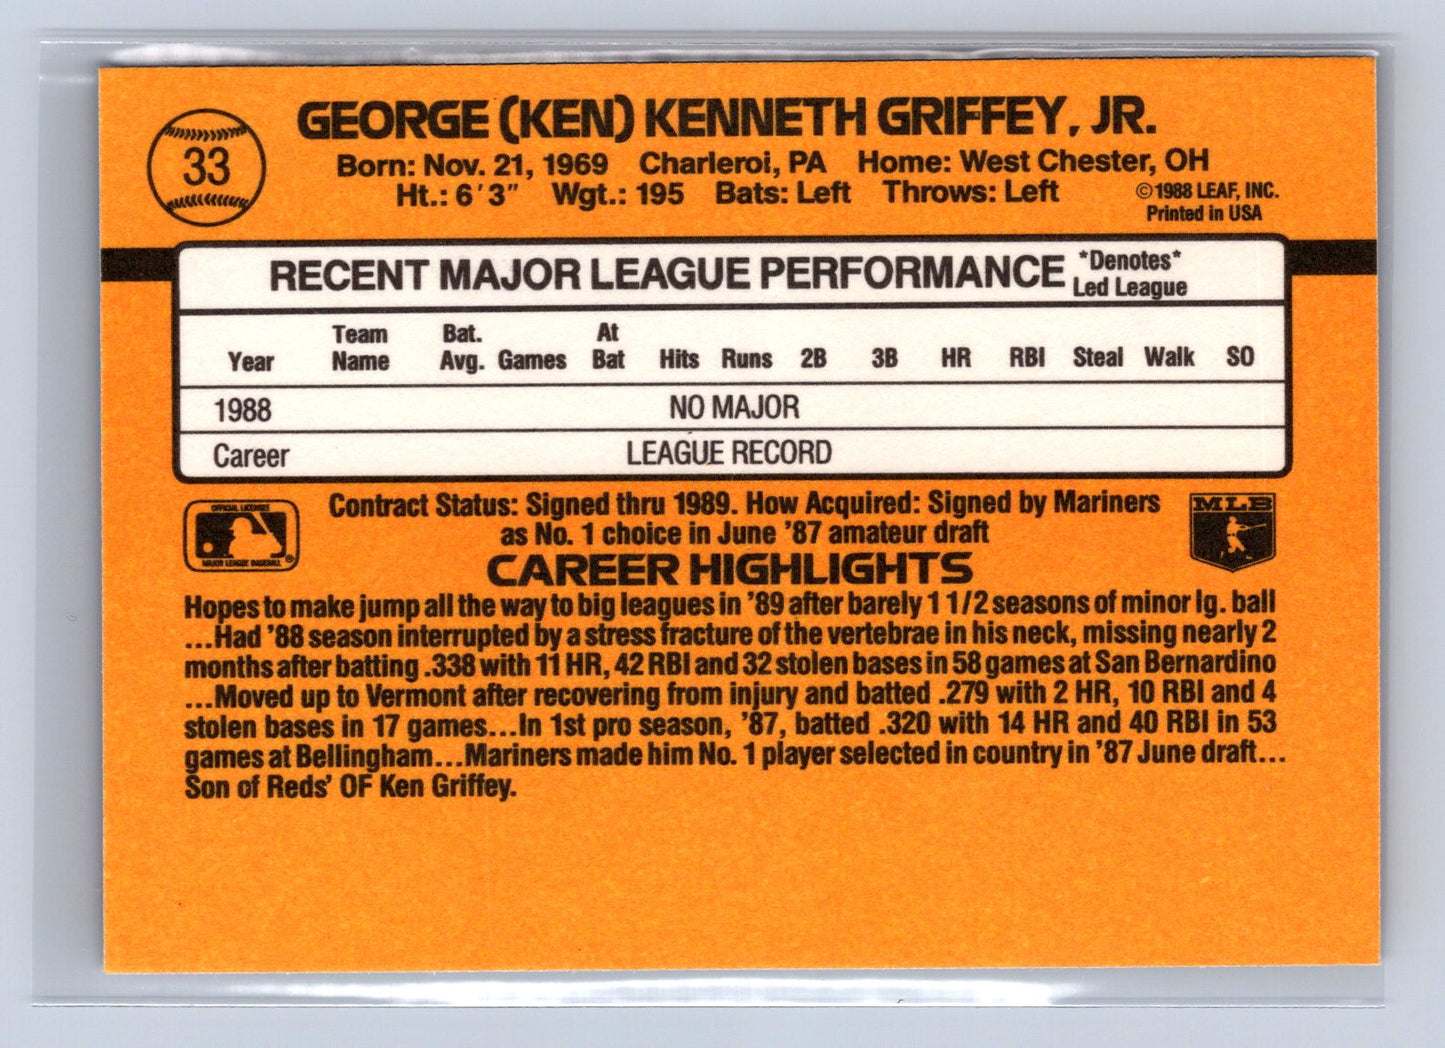 33
GEORGE (KEN) KENNETH GRIFFEY, JR.
Born: Nov. 21, 1969 Charleroi, PA Home: West Chester, OH
Ht.: 6'3" Wgt.: 195 Bats: Left Throws: Left
©1988 LEAF, INC.
Printed in USA
RECENT MAJOR LEAGUE PERFORMANCE
*Denotes*
Led League
Year Team Name Bat. Avg. Games At Bat Hits Runs 2B 3B HR RBI Steal Walk SO
1988 NO MAJOR
Career LEAGUE RECORD
Contract Status: Signed thru 1989. How Acquired: Signed by Mariners
as No. 1 choice in June '87 amateur draft
OFFICIAL LICENSEE
MAJOR LEAGUE BASEBALL
®
MLB
CAREER HIGHLIGHTS
Hopes to make jump all the way to big leagues in '89 after barely 1 1/2 seasons of minor lg. ball
...Had '88 season interrupted by a stress fracture of the vertebrae in his neck, missing nearly 2
months after batting .338 with 11 HR, 42 RBI and 32 stolen bases in 58 games at San Bernardino
...Moved up to Vermont after recovering from injury and batted .279 with 2 HR, 10 RBI and 4
stolen bases in 17 games...In 1st pro season, '87, batted .320 with 14 HR and 40 RBI in 53
games at Bellingham...Mariners made him No. 1 player selected in country in '87 June draft...
Son of Reds' OF Ken Griffey.